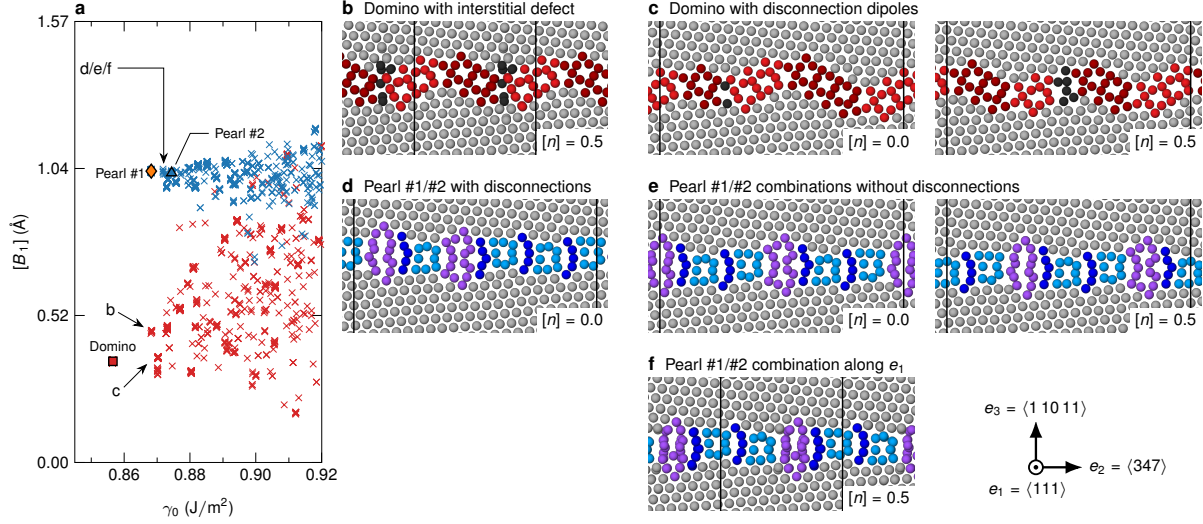 a
1.57
1.04
0.52
0.00
[B₁] (Å)
0.86
0.88
0.90
0.92
γ₀ (J/m²)
d/e/f
Pearl #2
Pearl #1
b
Domino
c
b Domino with interstitial defect
[n] = 0.5
c Domino with disconnection dipoles
[n] = 0.0
[n] = 0.5
d Pearl #1/#2 with disconnections
[n] = 0.0
e Pearl #1/#2 combinations without disconnections
[n] = 0.0
[n] = 0.5
f Pearl #1/#2 combination along e₁
[n] = 0.5
e₃ = ⟨1 10 11⟩
e₂ = ⟨347⟩
e₁ = ⟨111⟩